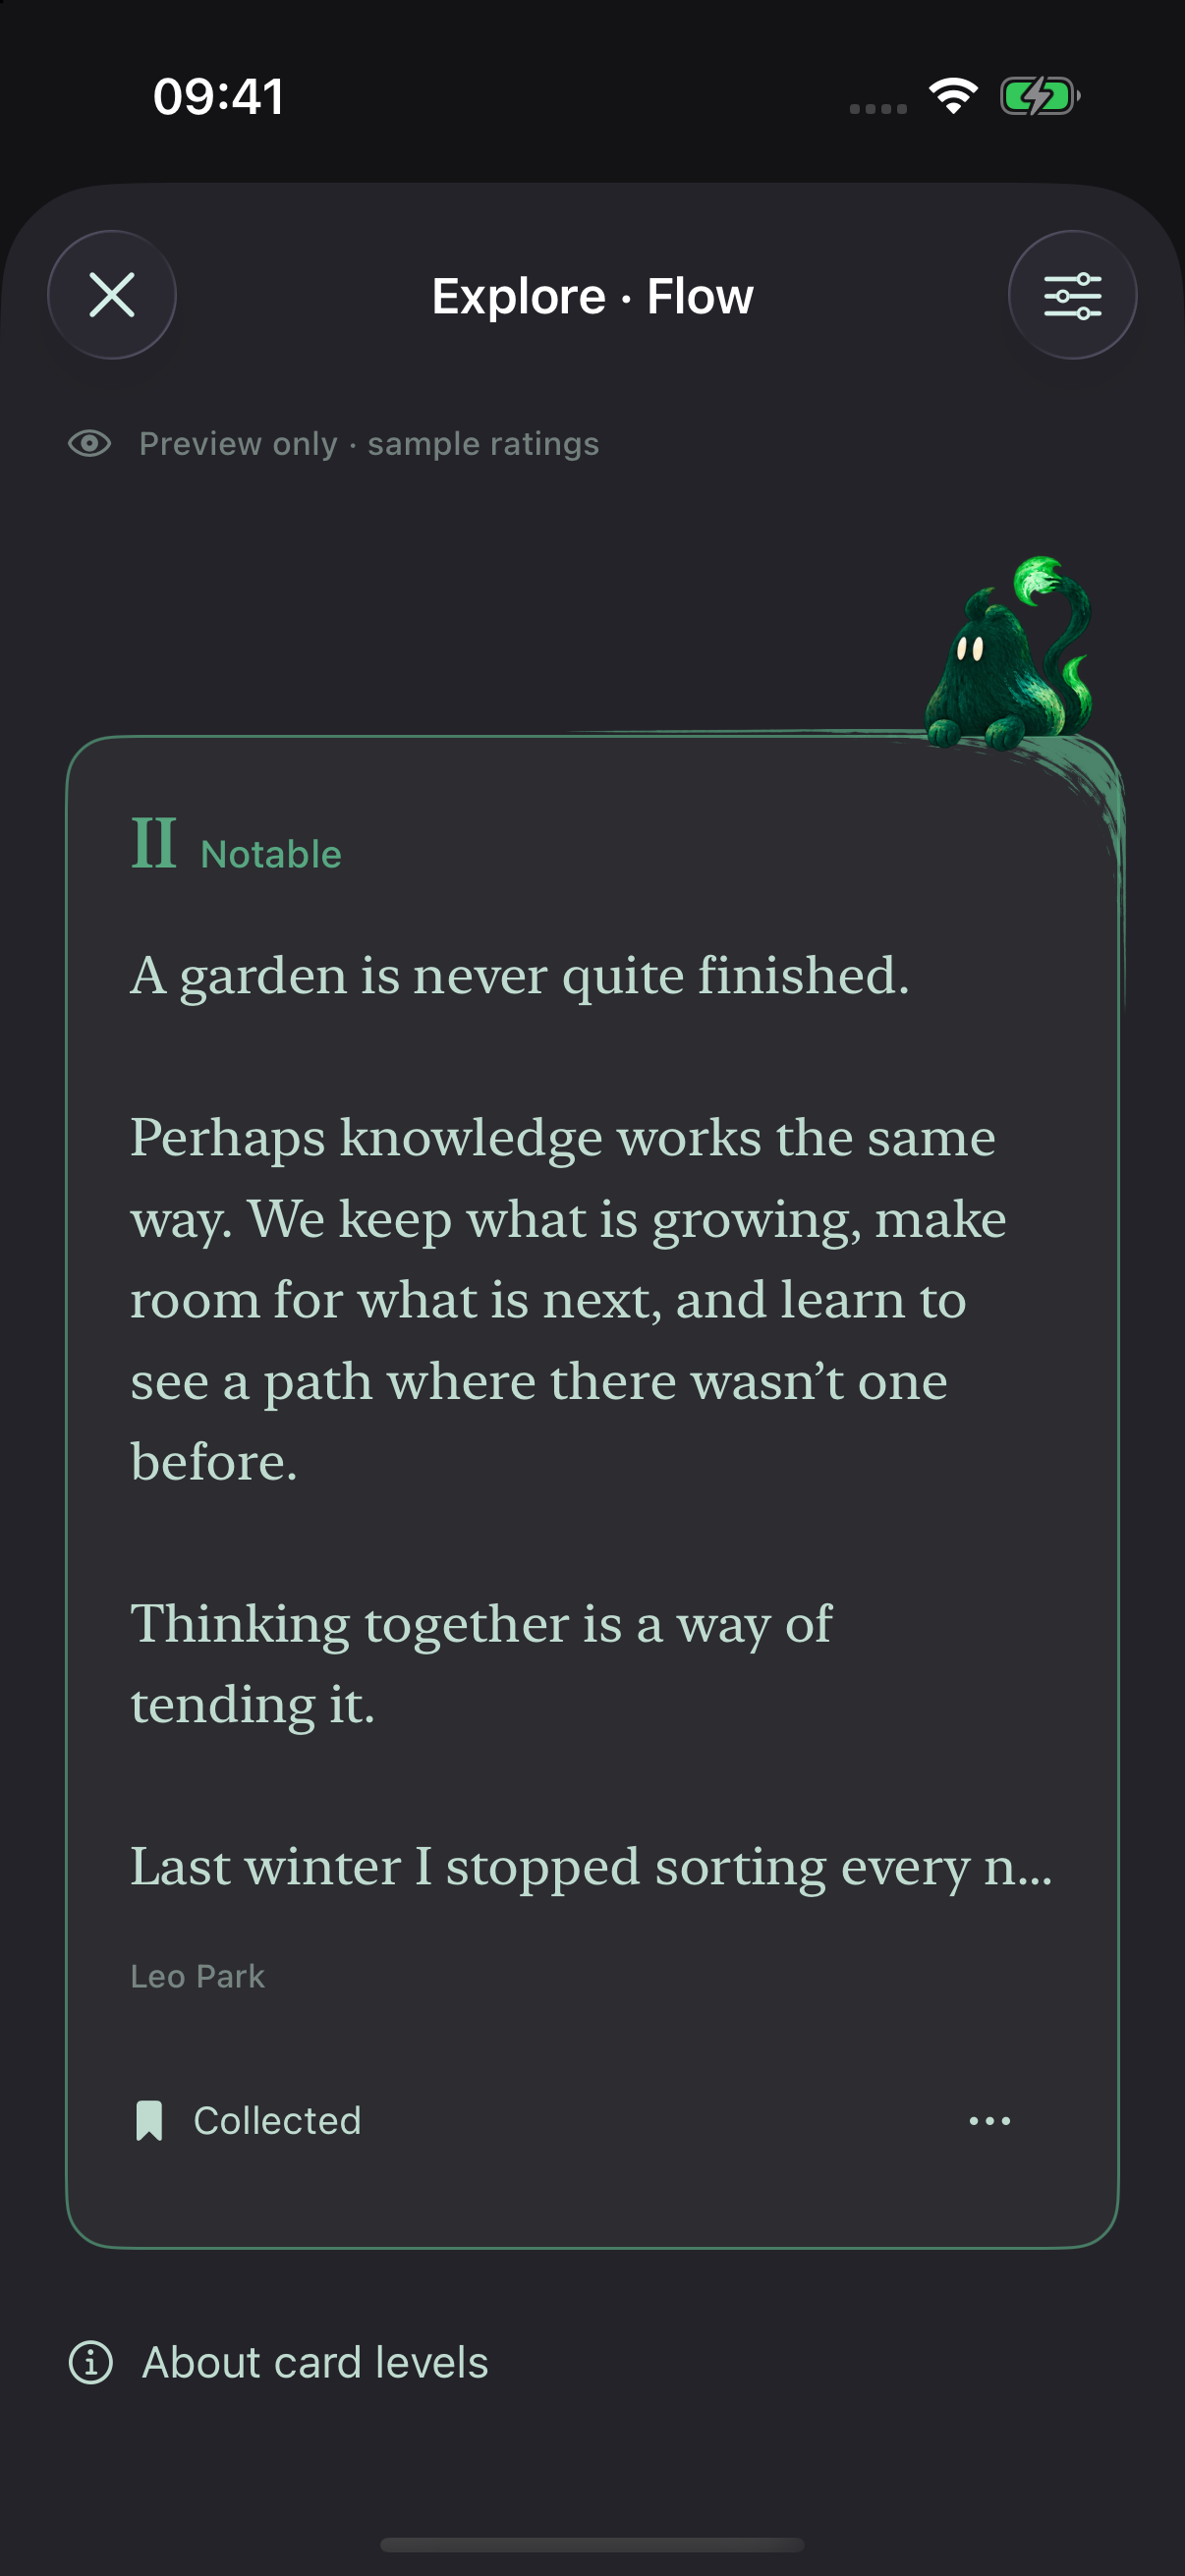 09:41
Explore · Flow
Preview only · sample ratings
II Notable
A garden is never quite finished.
Perhaps knowledge works the same
way. We keep what is growing, make
room for what is next, and learn to
see a path where there wasn’t one
before.
Thinking together is a way of
tending it.
Last winter I stopped sorting every n...
Leo Park
Collected
About card levels